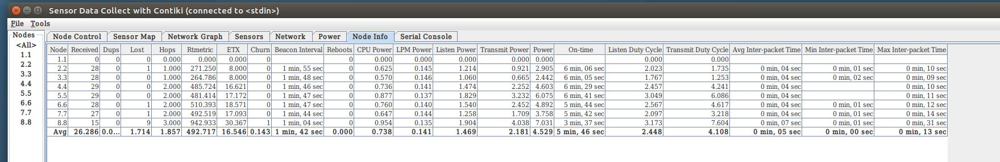 Sensor Data Collect with Contiki (connected to <stdin>)
File Tools
Nodes
<All>
1.1
2.2
3.3
4.4
5.5
6.6
7.7
8.8
Node Control Sensor Map Network Graph Sensors Network Power Node Info Serial Console
Node Received Dups Lost Hops Rtmetric ETX Churn Beacon Interval Reboots CPU Power LPM Power Listen Power Transmit Power Power On-time Listen Duty Cycle Transmit Duty Cycle Avg Inter-packet Time Min Inter-packet Time Max Inter-packet Time
1.1 0 0 0 0.000 0.000 0.000 0 0 0.000 0.000 0.000 0.000 0.000 0.000 0.000
2.2 28 0 1 1.000 271.250 8.000 0 1 min, 55 sec 0 0.625 0.145 1.214 0.921 2.905 6 min, 06 sec 2.023 1.735 0 min, 04 sec 0 min, 01 sec 0 min, 10 sec
3.3 28 0 0 1.000 264.786 8.000 0 1 min, 48 sec 0 0.570 0.146 1.060 0.665 2.442 6 min, 05 sec 1.767 1.253 0 min, 04 sec 0 min, 02 sec 0 min, 09 sec
4.4 29 0 0 2.000 485.724 16.621 0 1 min, 46 sec 0 0.736 0.141 1.474 2.252 4.603 6 min, 29 sec 2.457 4.241 0 min, 04 sec 0 min, 10 sec
5.5 29 0 0 2.000 481.414 17.172 0 1 min, 47 sec 0 0.877 0.137 1.829 3.232 6.075 6 min, 41 sec 3.049 6.086 0 min, 04 sec 0 min, 11 sec
6.6 28 0 1 2.000 510.393 18.571 0 1 min, 47 sec 0 0.760 0.140 1.540 2.452 4.892 5 min, 44 sec 2.567 4.617 0 min, 04 sec 0 min, 01 sec 0 min, 12 sec
7.7 27 0 1 2.000 492.519 17.093 0 1 min, 44 sec 0 0.647 0.144 1.258 1.709 3.758 5 min, 42 sec 2.097 3.218 0 min, 04 sec 0 min, 01 sec 0 min, 14 sec
8.8 15 0 9 3.000 942.933 30.367 1 1 min, 04 sec 0 0.954 0.135 1.904 4.038 7.031 3 min, 37 sec 3.173 7.604 0 min, 07 sec 0 min, 01 sec 0 min, 31 sec
Avg 26.286 0.0... 1.714 1.857 492.717 16.546 0.143 1 min, 42 sec 0.000 0.738 0.141 1.469 2.181 4.529 5 min, 46 sec 2.448 4.108 0 min, 05 sec 0 min, 00 sec 0 min, 13 sec